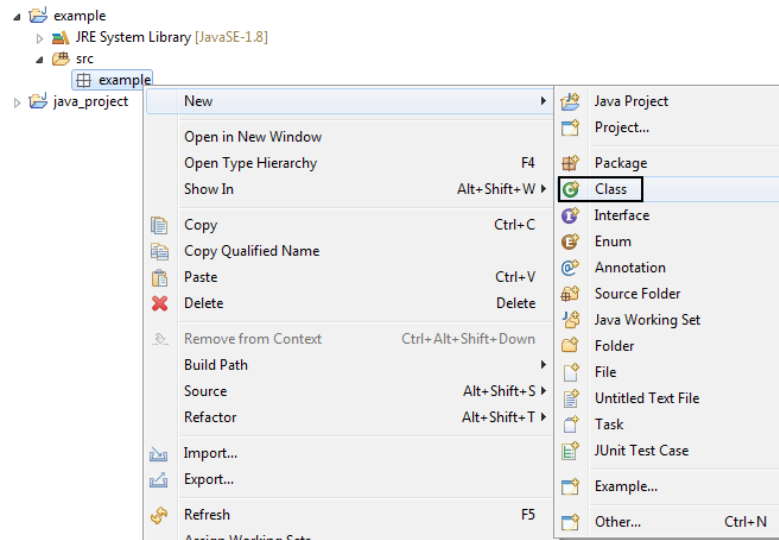 example
JRE System Library [JavaSE-1.8]
src
example
java_project
New
Open in New Window
Open Type Hierarchy F4
Show In Alt+Shift+W
Copy Ctrl+C
Copy Qualified Name
Paste Ctrl+V
Delete Delete
Remove from Context Ctrl+Alt+Shift+Down
Build Path
Source Alt+Shift+S
Refactor Alt+Shift+T
Import...
Export...
Refresh F5
Assign Working Sets
Java Project
Project...
Package
Class
Interface
Enum
Annotation
Source Folder
Java Working Set
Folder
File
Untitled Text File
Task
JUnit Test Case
Example...
Other... Ctrl+N